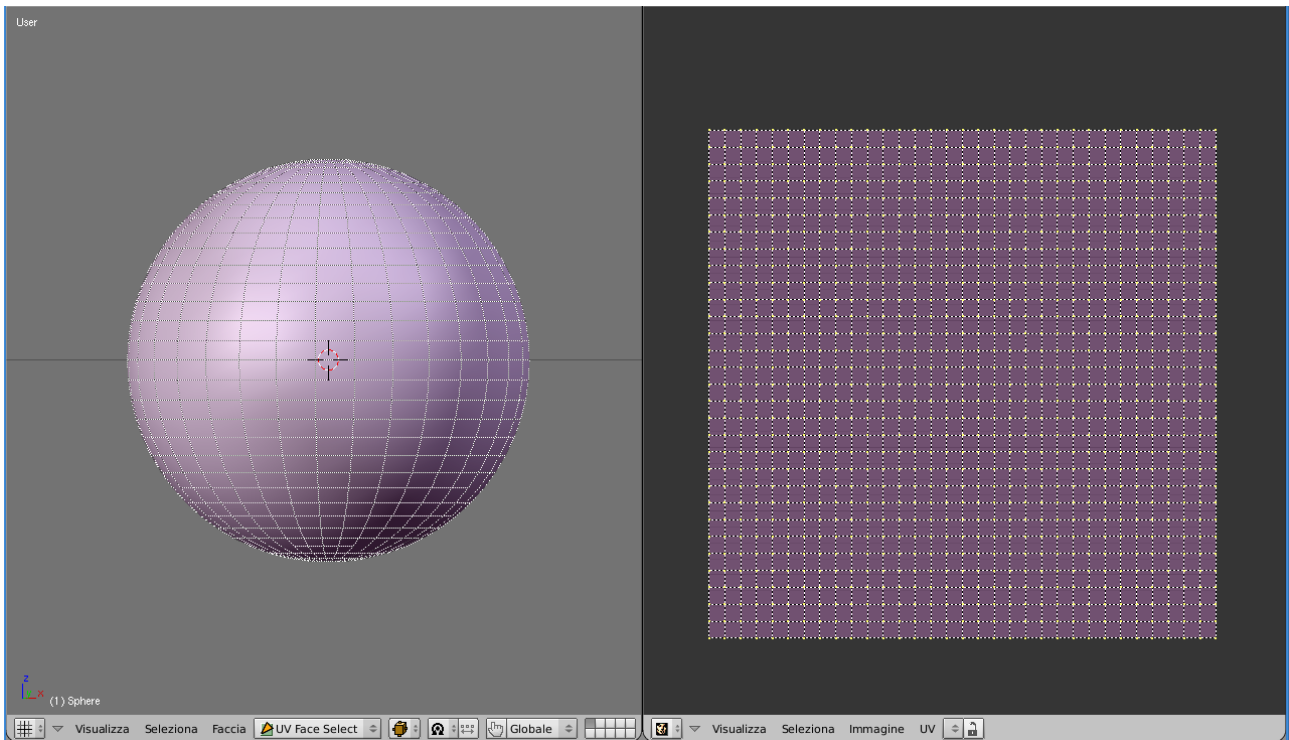 User
z
x
(1) Sphere
Visualizza Seleziona Faccia UV Face Select Globale
Visualizza Seleziona Immagine UV